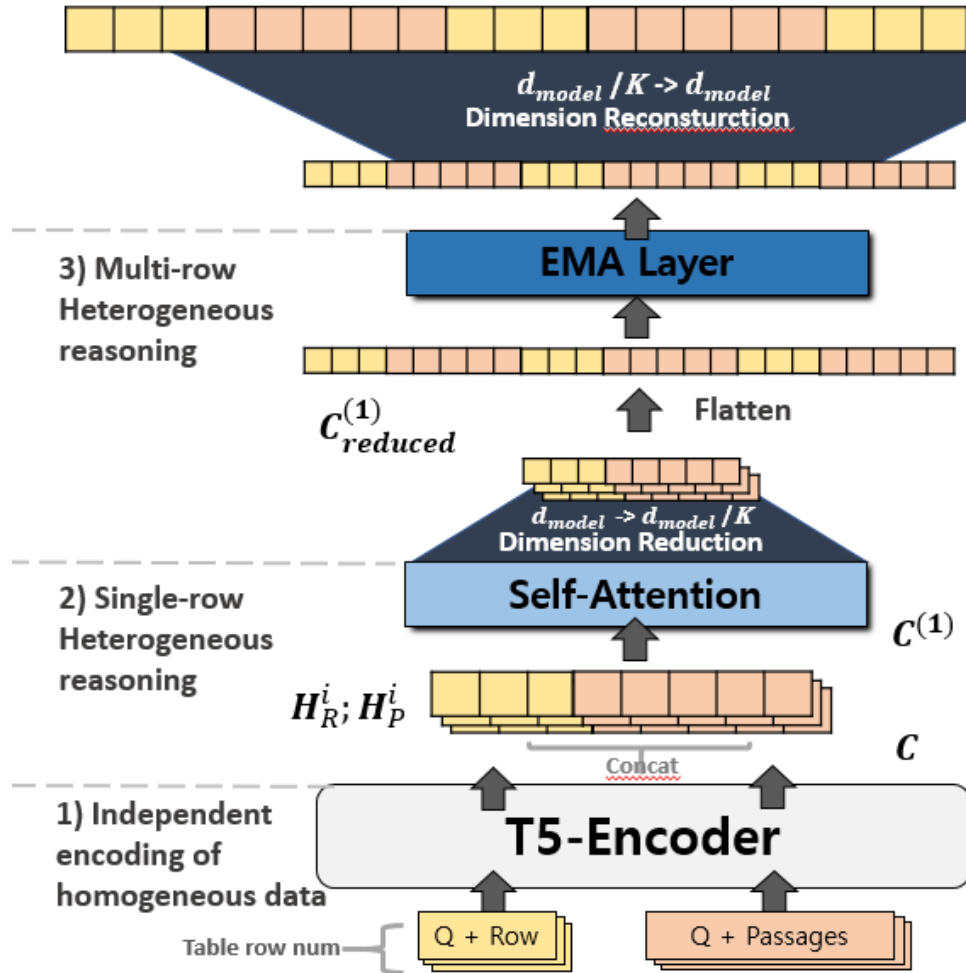 d_model / K -> d_model
Dimension Reconsturction
EMA Layer
3) Multi-row
Heterogeneous
reasoning
Flatten
C^(1)_reduced
d_model -> d_model / K
Dimension Reduction
Self-Attention
2) Single-row
Heterogeneous
reasoning
C^(1)
H^i_R; H^i_P
C
Concat
1) Independent
encoding of
homogeneous data
T5-Encoder
Table row num
Q + Row
Q + Passages